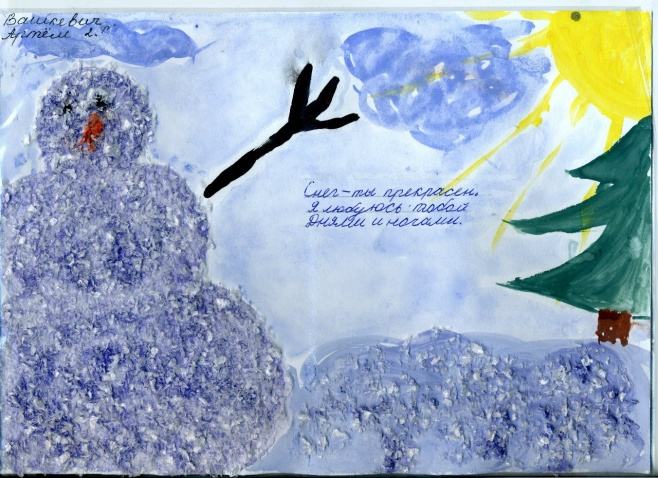 Вашкевич
Артём 2"г"
Снег-ты прекрасен.
Я любуюсь тобой
Днями и ночами.